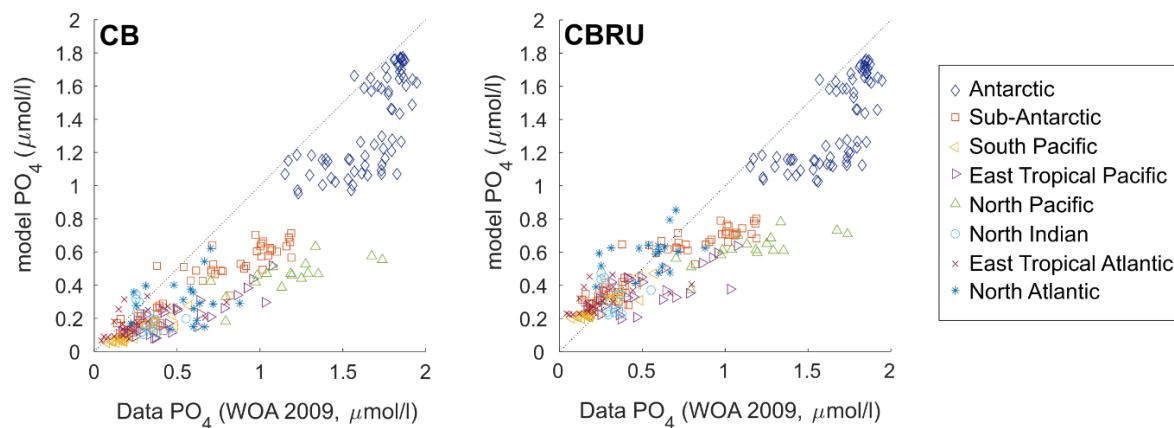 CB
2
1.8
1.6
1.4
1.2
1
0.8
0.6
0.4
0.2
0
model PO4 (μmol/l)
0 0.5 1 1.5 2
Data PO4 (WOA 2009, μmol/l)
CBRU
2
1.8
1.6
1.4
1.2
1
0.8
0.6
0.4
0.2
0
model PO4 (μmol/l)
0 0.5 1 1.5 2
Data PO4 (WOA 2009, μmol/l)
Antarctic
Sub-Antarctic
South Pacific
East Tropical Pacific
North Pacific
North Indian
East Tropical Atlantic
North Atlantic